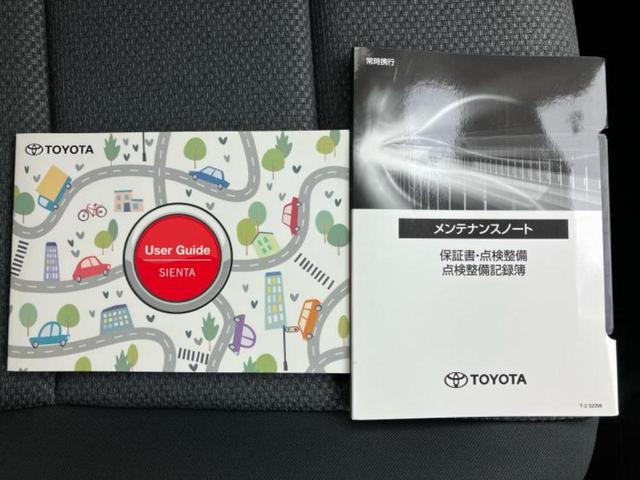 TOYOTA
User Guide
SIENTA
常時携行
メンテナンスノート
保証書・点検整備
点検整備記録簿
TOYOTA